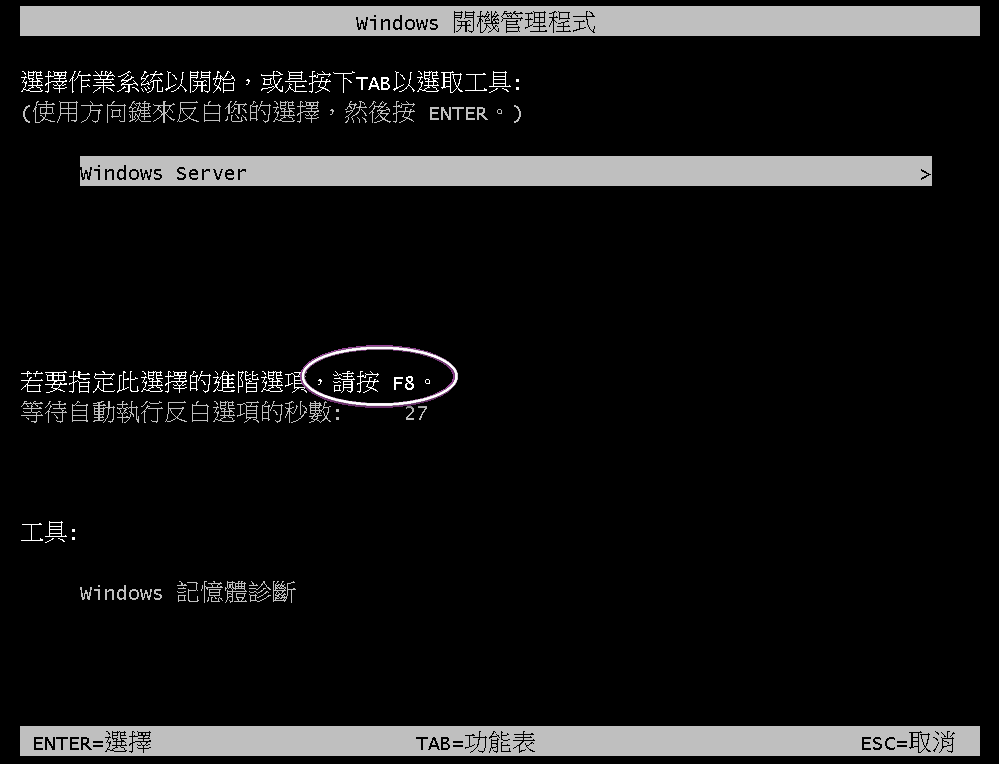 Windows 開機管理程式
選擇作業系統以開始，或是按下TAB以選取工具:
(使用方向鍵來反白您的選擇，然後按 ENTER。)
Windows Server >
若要指定此選擇的進階選項，請按 F8。
等待自動執行反白選項的秒數: 27
工具:
Windows 記憶體診斷
ENTER=選擇 TAB=功能表 ESC=取消